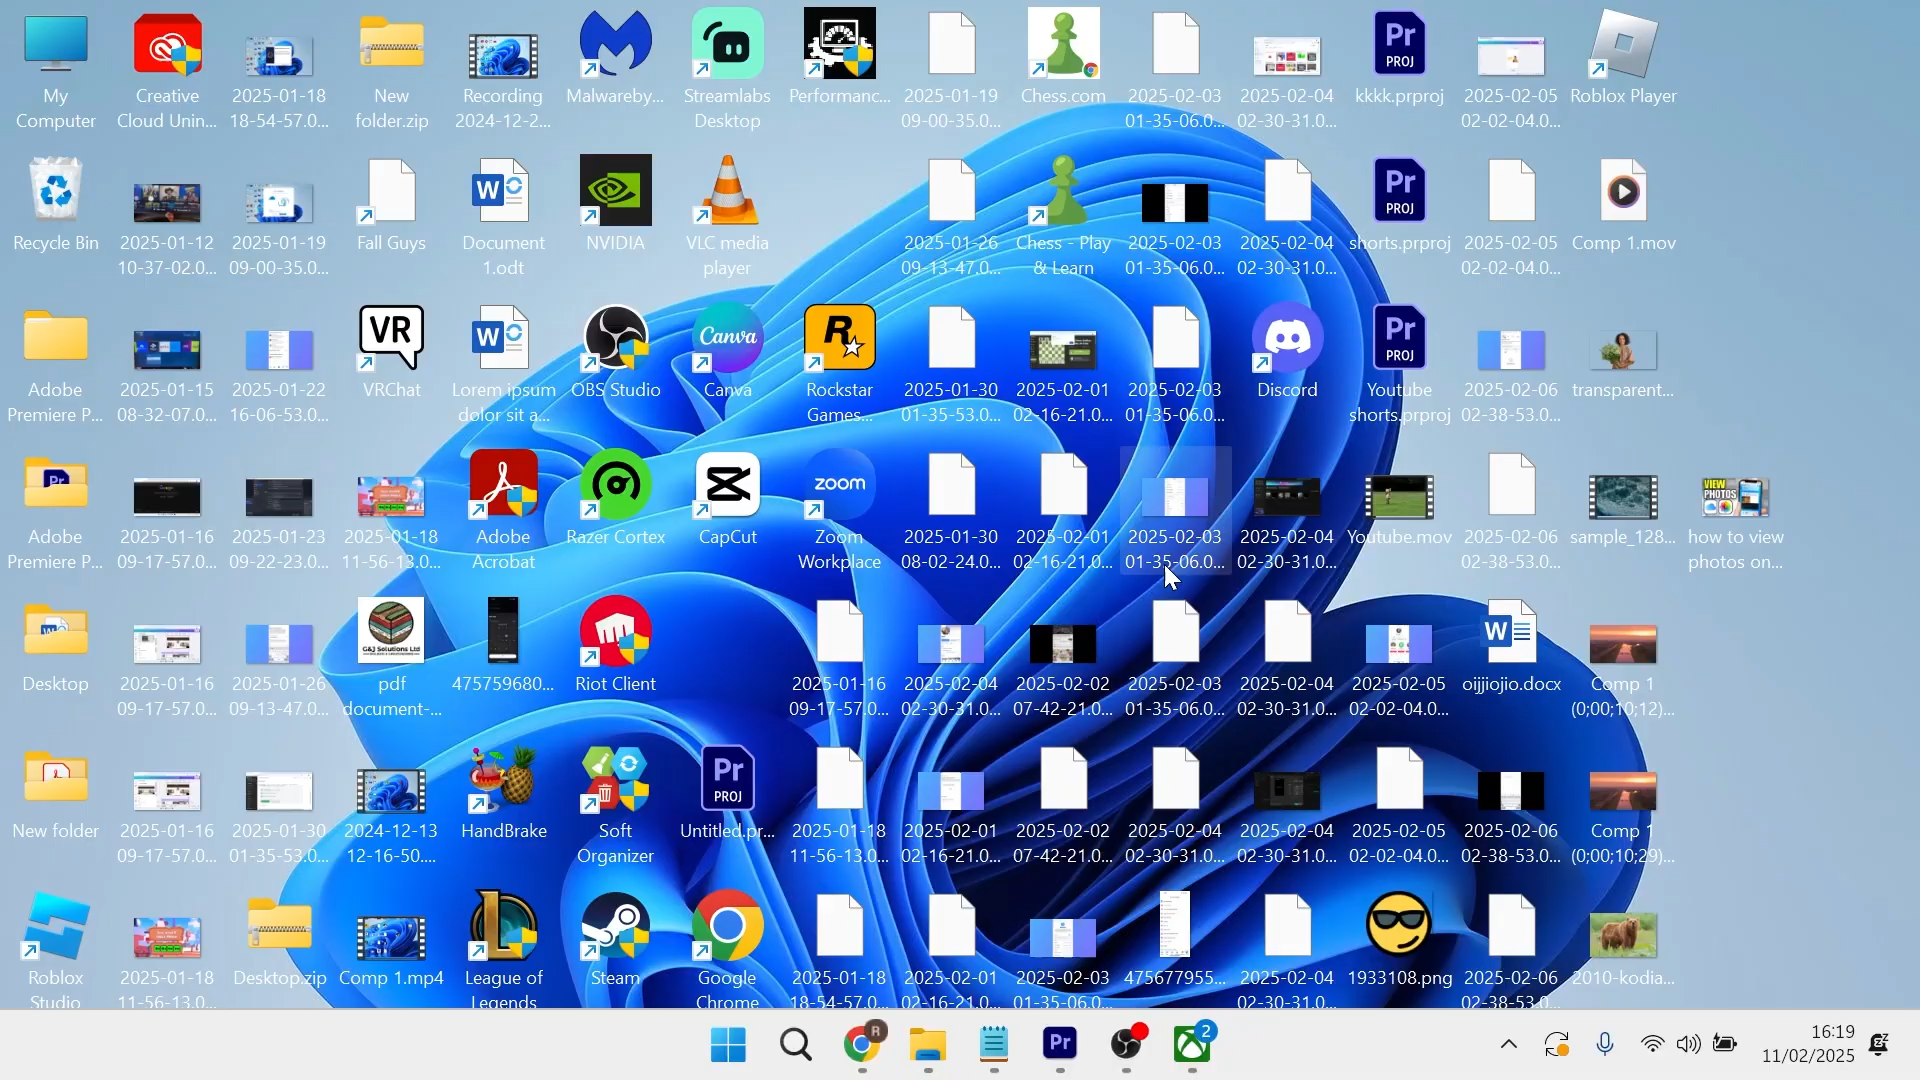 My
Computer
Creative
Cloud Unin...
2025-01-18
18-54-57.0...
New
folder.zip
Recording
2024-12-2...
Malwareby...
Streamlabs
Desktop
Performanc...
2025-01-19
09-00-35.0...
Chess.com
2025-02-03
01-35-06.0...
2025-02-04
02-30-31.0...
Pr
PROJ
kkkk.prproj
2025-02-05
02-02-04.0...
Roblox Player
Recycle Bin
2025-01-12
10-37-02.0...
2025-01-19
09-00-35.0...
Fall Guys
W
Document
1.odt
NVIDIA
VLC media
player
2025-01-26
09-13-47.0...
Chess - Play
& Learn
2025-02-03
01-35-06.0...
2025-02-04
02-30-31.0...
Pr
PROJ
shorts.prproj
2025-02-05
02-02-04.0...
Comp 1.mov
Adobe
Premiere P...
2025-01-15
08-32-07.0...
2025-01-22
16-06-53.0...
VR
VRChat
W
Lorem ipsum
dolor sit a...
OBS Studio
Canva
Canva
R
Rockstar
Games...
2025-01-30
01-35-53.0...
2025-02-01
02-16-21.0...
2025-02-03
01-35-06.0...
Discord
Pr
PROJ
Youtube
shorts.prproj
2025-02-06
02-38-53.0...
transparent...
Pr
Adobe
Premiere P...
2025-01-16
09-17-57.0...
2025-01-23
09-22-23.0...
2025-01-18
11-56-13.0...
Adobe
Acrobat
Razer Cortex
CapCut
zoom
Zoom
Workplace
2025-01-30
08-02-24.0...
2025-02-01
02-16-21.0...
2025-02-03
01-35-06.0...
2025-02-04
02-30-31.0...
Youtube.mov
2025-02-06
02-38-53.0...
sample_128...
VIEW
PHOTOS
how to view
photos on...
W
Desktop
2025-01-16
09-17-57.0...
2025-01-26
09-13-47.0...
G&J Solutions Ltd
pdf
document-...
475759680...
Riot Client
2025-01-16
09-17-57.0...
2025-02-04
02-30-31.0...
2025-02-02
07-42-21.0...
2025-02-03
01-35-06.0...
2025-02-04
02-30-31.0...
2025-02-05
02-02-04.0...
W
oijjiojio.docx
Comp 1
(0;00;10;12)...
New folder
2025-01-16
09-17-57.0...
2025-01-30
01-35-53.0...
2024-12-13
12-16-50....
HandBrake
Soft
Organizer
Pr
PROJ
Untitled.pr...
2025-01-18
11-56-13.0...
2025-02-01
02-16-21.0...
2025-02-02
07-42-21.0...
2025-02-04
02-30-31.0...
2025-02-04
02-30-31.0...
2025-02-05
02-02-04.0...
2025-02-06
02-38-53.0...
Comp 1
(0;00;10;29)...
Roblox
Studio
2025-01-18
11-56-13.0...
Desktop.zip
Comp 1.mp4
League of
Legends
Steam
Google
Chrome
2025-01-18
18-54-57.0...
2025-02-01
02-16-21.0...
2025-02-03
01-35-06.0...
475677955...
2025-02-04
02-30-31.0...
1933108.png
2025-02-06
02-38-53.0...
2010-kodia...
R
Pr
2
16:19
11/02/2025